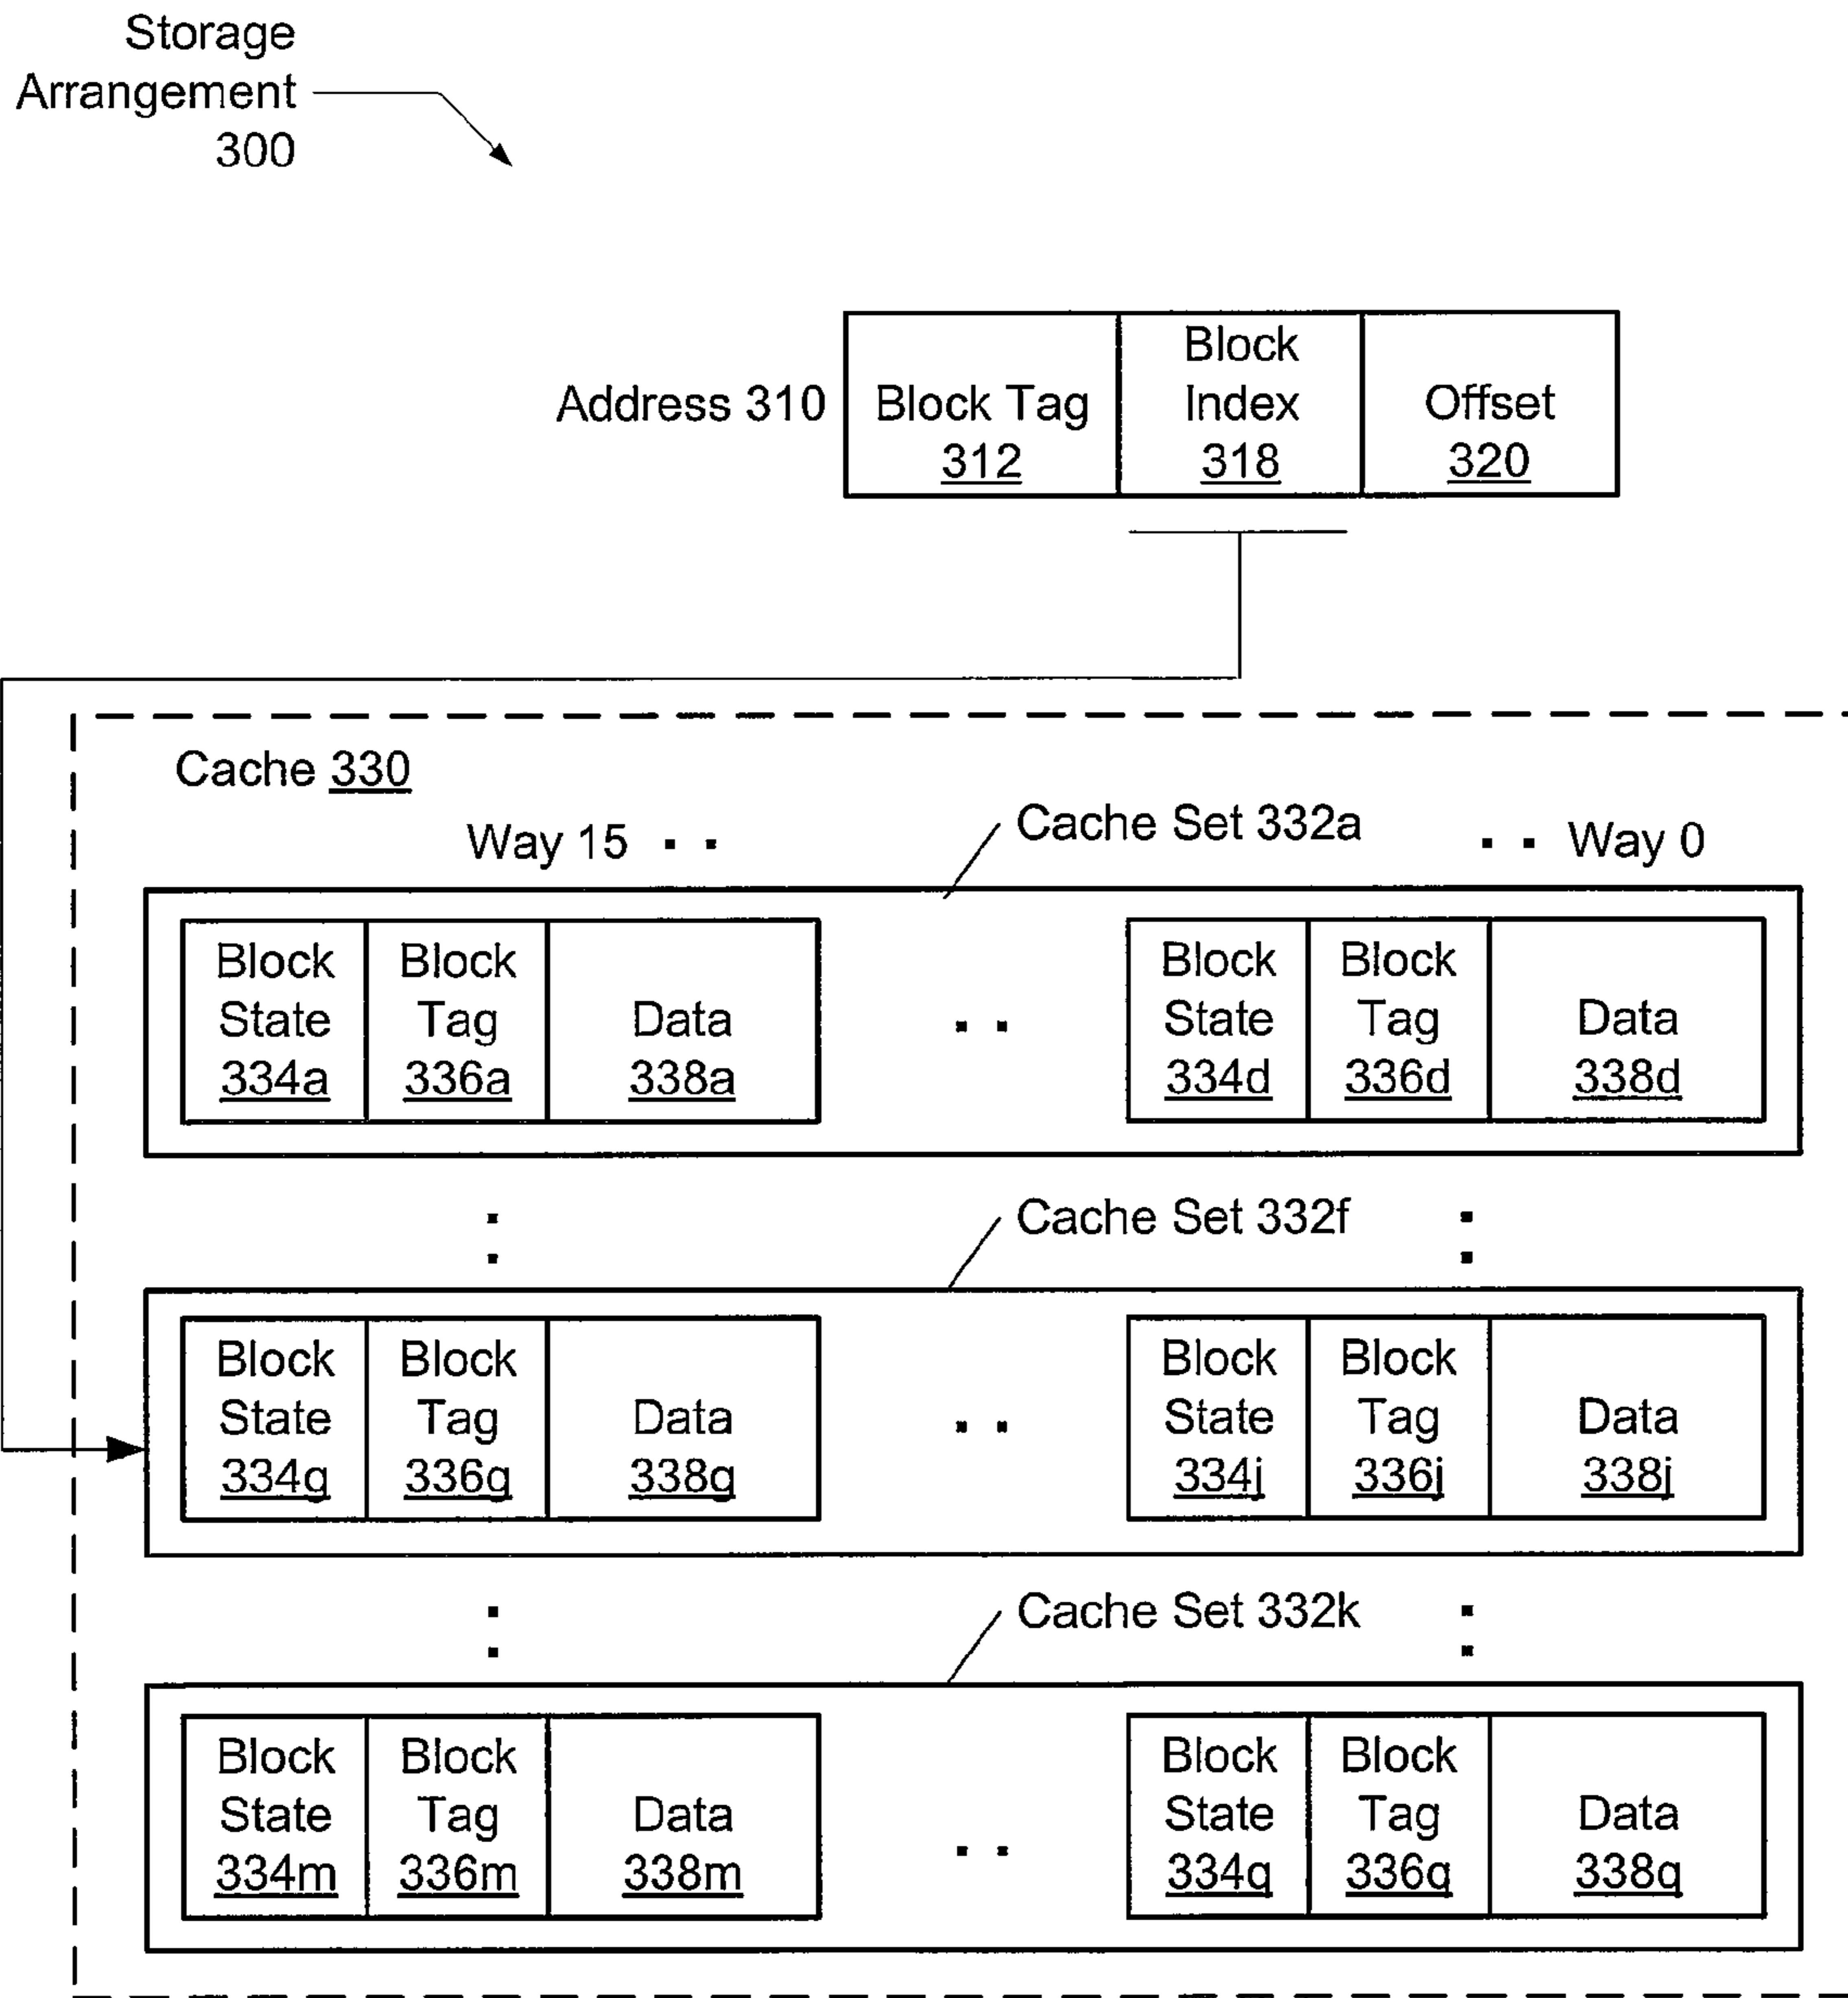 Storage
Arrangement
300
Address 310
Block Tag
312
Block
Index
318
Offset
320
Cache 330
Way 15 . .
Cache Set 332a
. . Way 0
Block
State
334a
Block
Tag
336a
Data
338a
. .
Block
State
334d
Block
Tag
336d
Data
338d
Cache Set 332f
Block
State
334g
Block
Tag
336g
Data
338g
. .
Block
State
334j
Block
Tag
336j
Data
338j
Cache Set 332k
Block
State
334m
Block
Tag
336m
Data
338m
. .
Block
State
334q
Block
Tag
336q
Data
338q